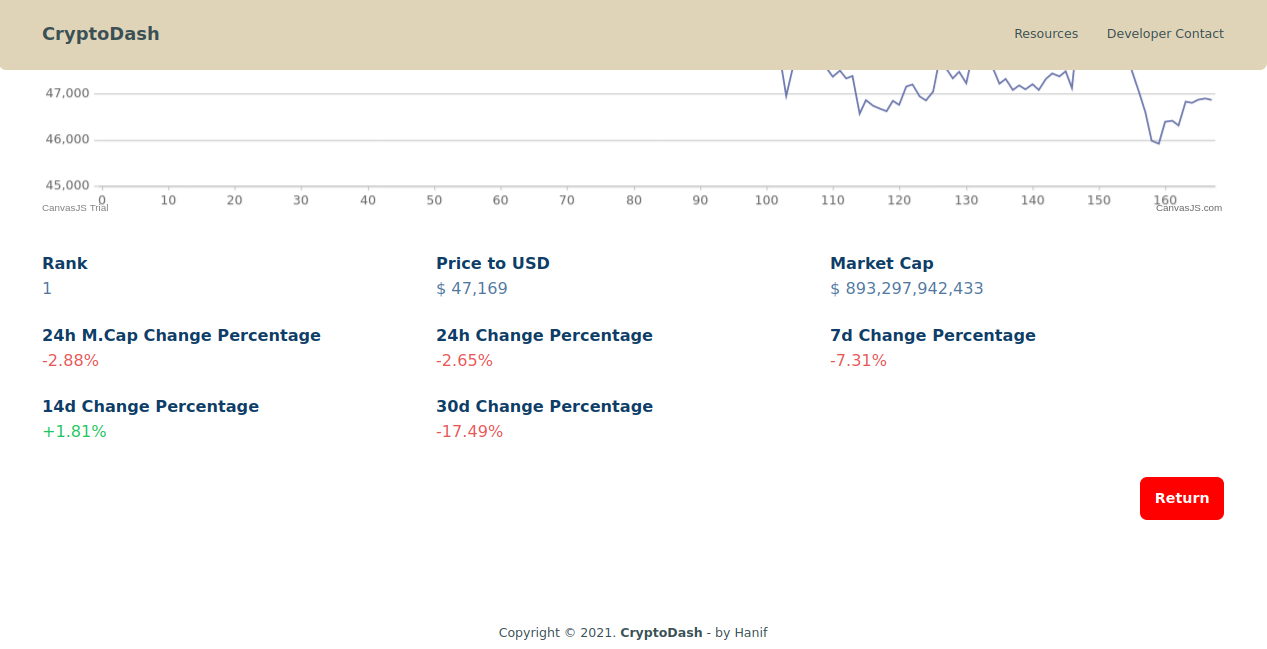 CryptoDash
Resources
Developer Contact
47,000
46,000
45,000
0 10 20 30 40 50 60 70 80 90 100 110 120 130 140 150 160
CanvasJS Trial
CanvasJS.com
Rank
1
Price to USD
$ 47,169
Market Cap
$ 893,297,942,433
24h M.Cap Change Percentage
-2.88%
24h Change Percentage
-2.65%
7d Change Percentage
-7.31%
14d Change Percentage
+1.81%
30d Change Percentage
-17.49%
Return
Copyright © 2021. CryptoDash - by Hanif